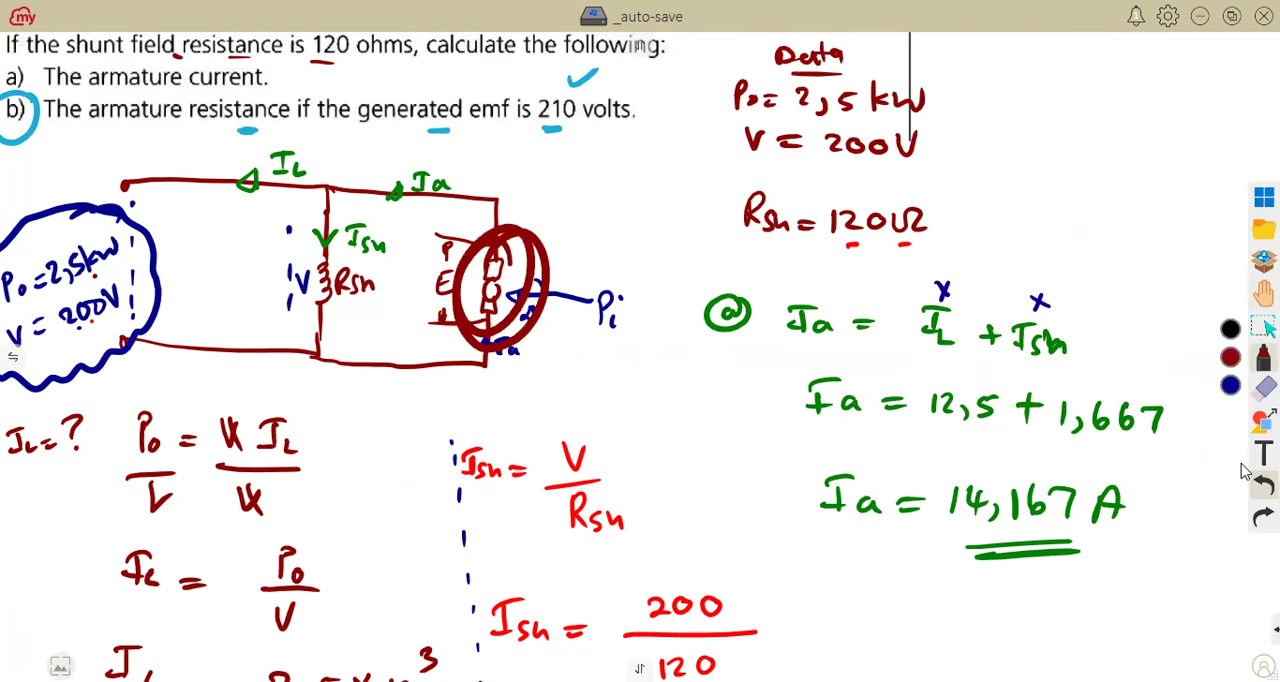 my
_auto-save
If the shunt field resistance is 120 ohms, calculate the following:
a) The armature current.
b) The armature resistance if the generated emf is 210 volts.
Data
Po = 2,5 kW
V = 200V
Rsh = 120Ω
IL
Ia
Ish
V
Rsh
E
Pi
Ia
Po = 2,5kW
V = 200V
ⓐ Ia = IL + Ish
Ia = 12,5 + 1,667
Ia = 14,167 A
IL = ?
Po = V IL
V V
IL = Po
V
Ish = V
Rsh
Ish = 200
120
T